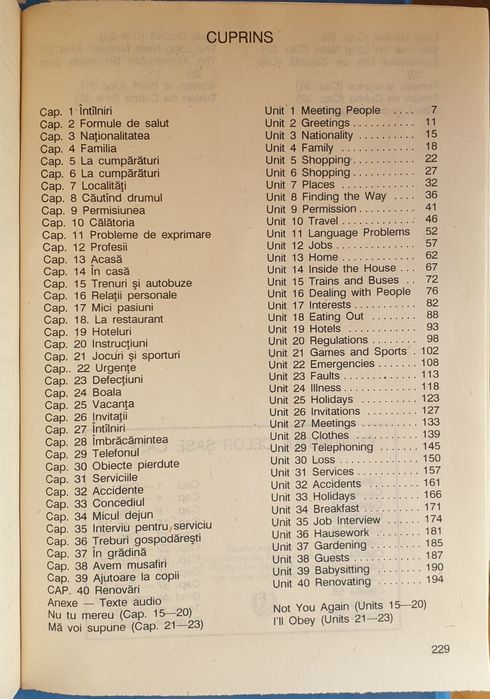 CUPRINS
Cap. 1 Întîlniri
Cap. 2 Formule de salut
Cap. 3 Naţionalitatea
Cap. 4 Familia
Cap. 5 La cumpărături
Cap. 6 La cumpărături
Cap. 7 Localităţi
Cap. 8 Căutînd drumul
Cap. 9 Permisiunea
Cap. 10 Călătoria
Cap. 11 Probleme de exprimare
Cap. 12 Profesii
Cap. 13 Acasă
Cap. 14 În casă
Cap. 15 Trenuri şi autobuze
Cap. 16 Relaţii personale
Cap. 17 Mici pasiuni
Cap. 18. La restaurant
Cap. 19 Hoteluri
Cap. 20 Instrucţiuni
Cap. 21 Jocuri şi sporturi
Cap.. 22 Urgenţe
Cap. 23 Defecţiuni
Cap. 24 Boala
Cap. 25 Vacanţa
Cap. 26 Invitaţii
Cap. 27 Întîlniri
Cap. 28 Îmbrăcămintea
Cap. 29 Telefonul
Cap. 30 Obiecte pierdute
Cap. 31 Serviciile
Cap. 32 Accidente
Cap. 33 Concediul
Cap. 34 Micul dejun
Cap. 35 Interviu pentru serviciu
Cap. 36 Treburi gospodăreşti
Cap. 37 În grădină
Cap. 38 Avem musafiri
Cap. 39 Ajutoare la copii
CAP. 40 Renovări
Anexe — Texte audio
Nu tu mereu (Cap. 15—20)
Mă voi supune (Cap. 21—23)
Unit 1 Meeting People .... 7
Unit 2 Greetings ........... 11
Unit 3 Nationality .......... 15
Unit 4 Family .............. 18
Unit 5 Shopping ........... 22
Unit 6 Shopping ........... 27
Unit 7 Places ............. 32
Unit 8 Finding the Way .... 36
Unit 9 Permission .......... 41
Unit 10 Travel .............. 46
Unit 11 Language Problems 52
Unit 12 Jobs ............... 57
Unit 13 Home .............. 62
Unit 14 Inside the House ... 67
Unit 15 Trains and Buses .. 72
Unit 16 Dealing with People 76
Unit 17 Interests ............ 82
Unit 18 Eating Out ......... 88
Unit 19 Hotels ............. 93
Unit 20 Regulations ......... 98
Unit 21 Games and Sports . 102
Unit 22 Emergencies ....... 108
Unit 23 Faults .............. 113
Unit 24 Illness .............. 118
Unit 25 Holidays ........... 123
Unit 26 Invitations ......... 127
Unit 27 Meetings ........... 133
Unit 28 Clothes ............ 139
Unit 29 Telephoning ........ 145
Unit 30 Loss ............... 150
Unit 31 Services ........... 157
Unit 32 Accidents .......... 161
Unit 33 Holidays ........... 166
Unit 34 Breakfast .......... 171
Unit 35 Job Interview ...... 174
Unit 36 Hausework ......... 181
Unit 37 Gardening .......... 185
Unit 38 Guests ............. 187
Unit 39 Babysitting ......... 190
Unit 40 Renovating ......... 194
Not You Again (Units 15—20)
I'll Obey (Units 21—23)
229